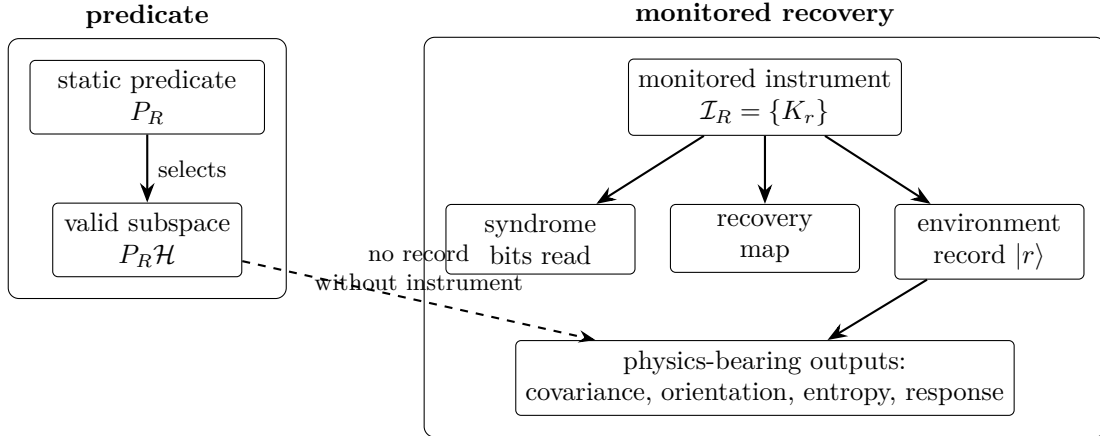 predicate
static predicate
P_R
selects
valid subspace
P_Rℋ
no record
without instrument
monitored recovery
monitored instrument
ℐ_R = {K_r}
syndrome
bits read
recovery
map
environment
record |r⟩
physics-bearing outputs:
covariance, orientation, entropy, response